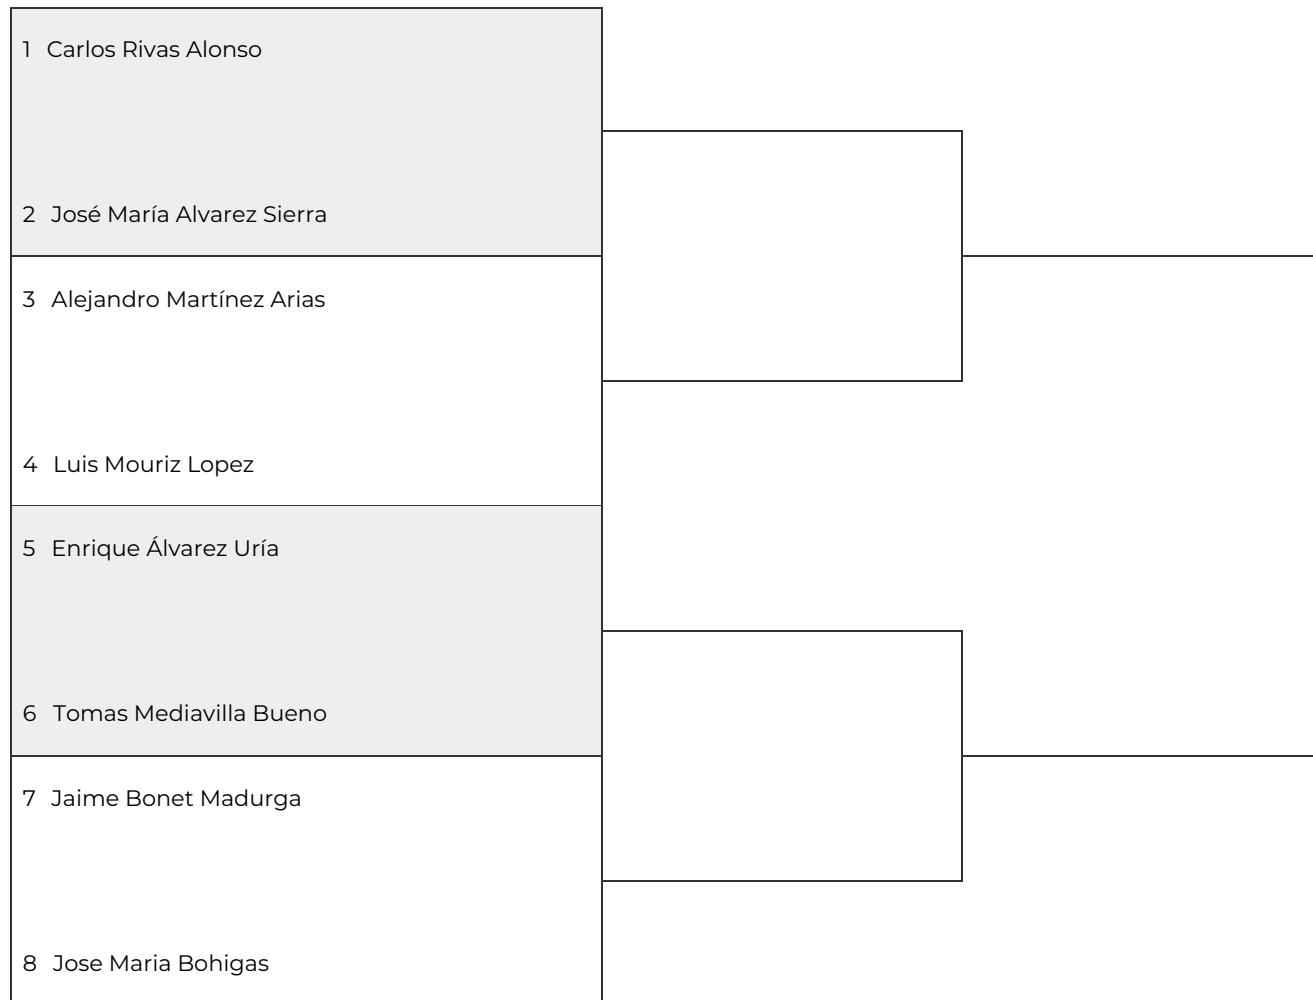 1 Carlos Rivas Alonso
2 José María Alvarez Sierra
3 Alejandro Martínez Arias
4 Luis Mouriz Lopez
5 Enrique Álvarez Uría
6 Tomas Mediavilla Bueno
7 Jaime Bonet Madurga
8 Jose Maria Bohigas